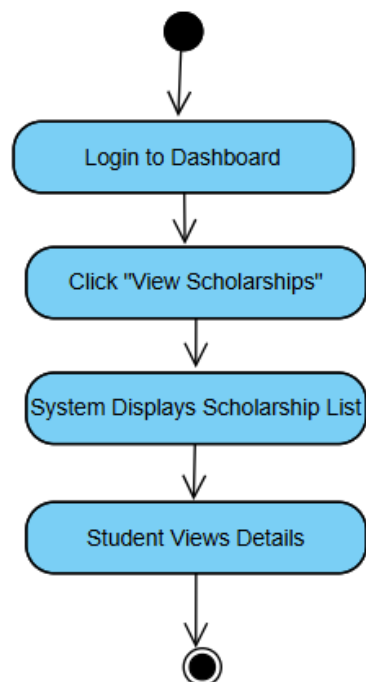 Login to Dashboard
Click "View Scholarships"
System Displays Scholarship List
Student Views Details